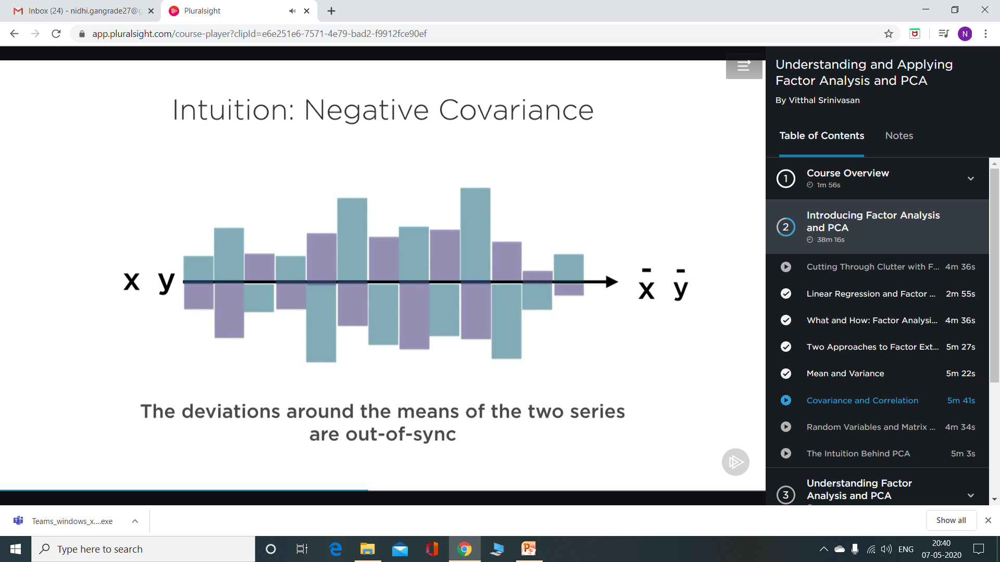 Inbox (24) - nidhi.gangrade27@g
Pluralsight
app.pluralsight.com/course-player?clipId=e6e251e6-7571-4e79-bad2-f9912fce90ef
N
Intuition: Negative Covariance
x y
x̄ ȳ
The deviations around the means of the two series
are out-of-sync
Understanding and Applying
Factor Analysis and PCA
By Vitthal Srinivasan
Table of Contents Notes
1 Course Overview
1m 56s
2 Introducing Factor Analysis
and PCA
38m 16s
Cutting Through Clutter with F... 4m 36s
Linear Regression and Factor ... 2m 55s
What and How: Factor Analysi... 4m 36s
Two Approaches to Factor Ext... 5m 27s
Mean and Variance 5m 22s
Covariance and Correlation 5m 41s
Random Variables and Matrix ... 4m 34s
The Intuition Behind PCA 5m 3s
3 Understanding Factor
Analysis and PCA
Teams_windows_x....exe
Show all
Type here to search
ENG
20:40
07-05-2020